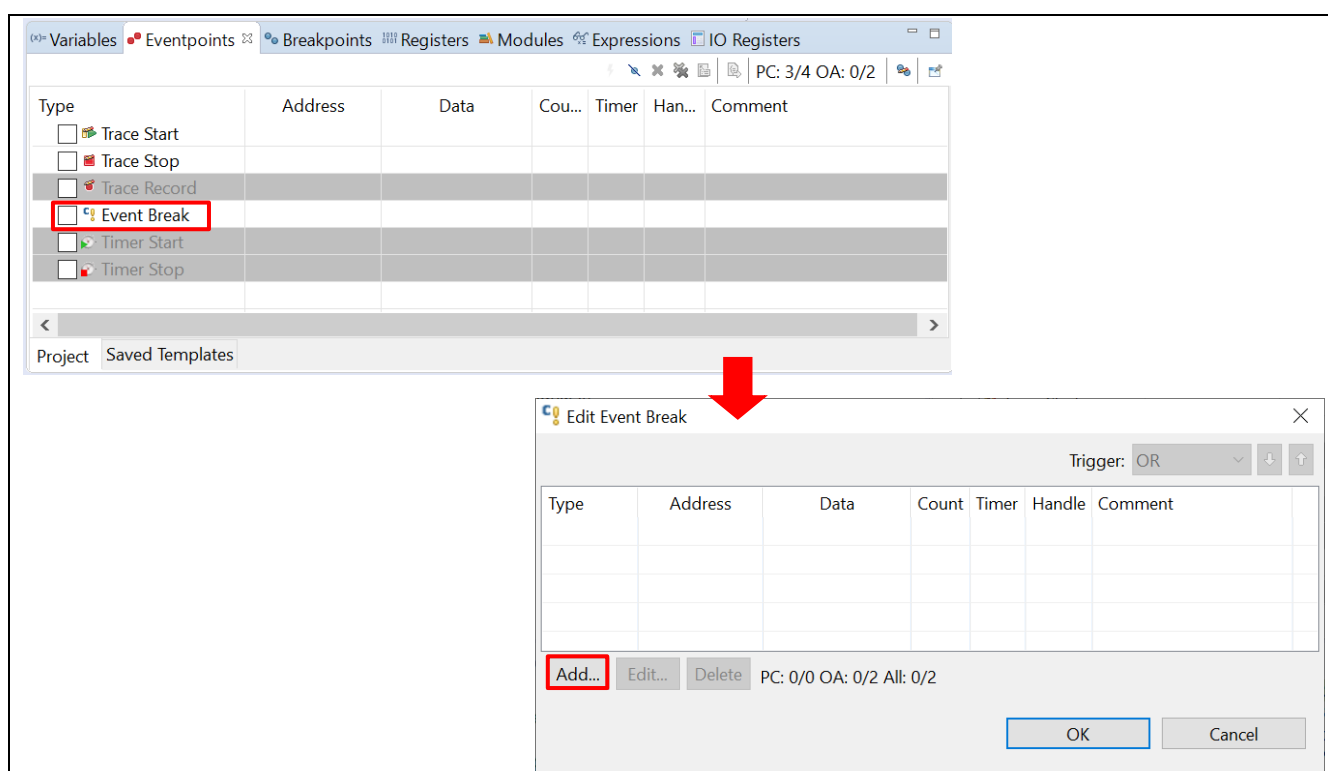 (x)= Variables Eventpoints Breakpoints Registers Modules Expressions IO Registers
PC: 3/4 OA: 0/2
Type Address Data Cou... Timer Han... Comment
Trace Start
Trace Stop
Trace Record
Event Break
Timer Start
Timer Stop
Project Saved Templates
Edit Event Break
Trigger: OR
Type Address Data Count Timer Handle Comment
Add... Edit... Delete PC: 0/0 OA: 0/2 All: 0/2
OK Cancel